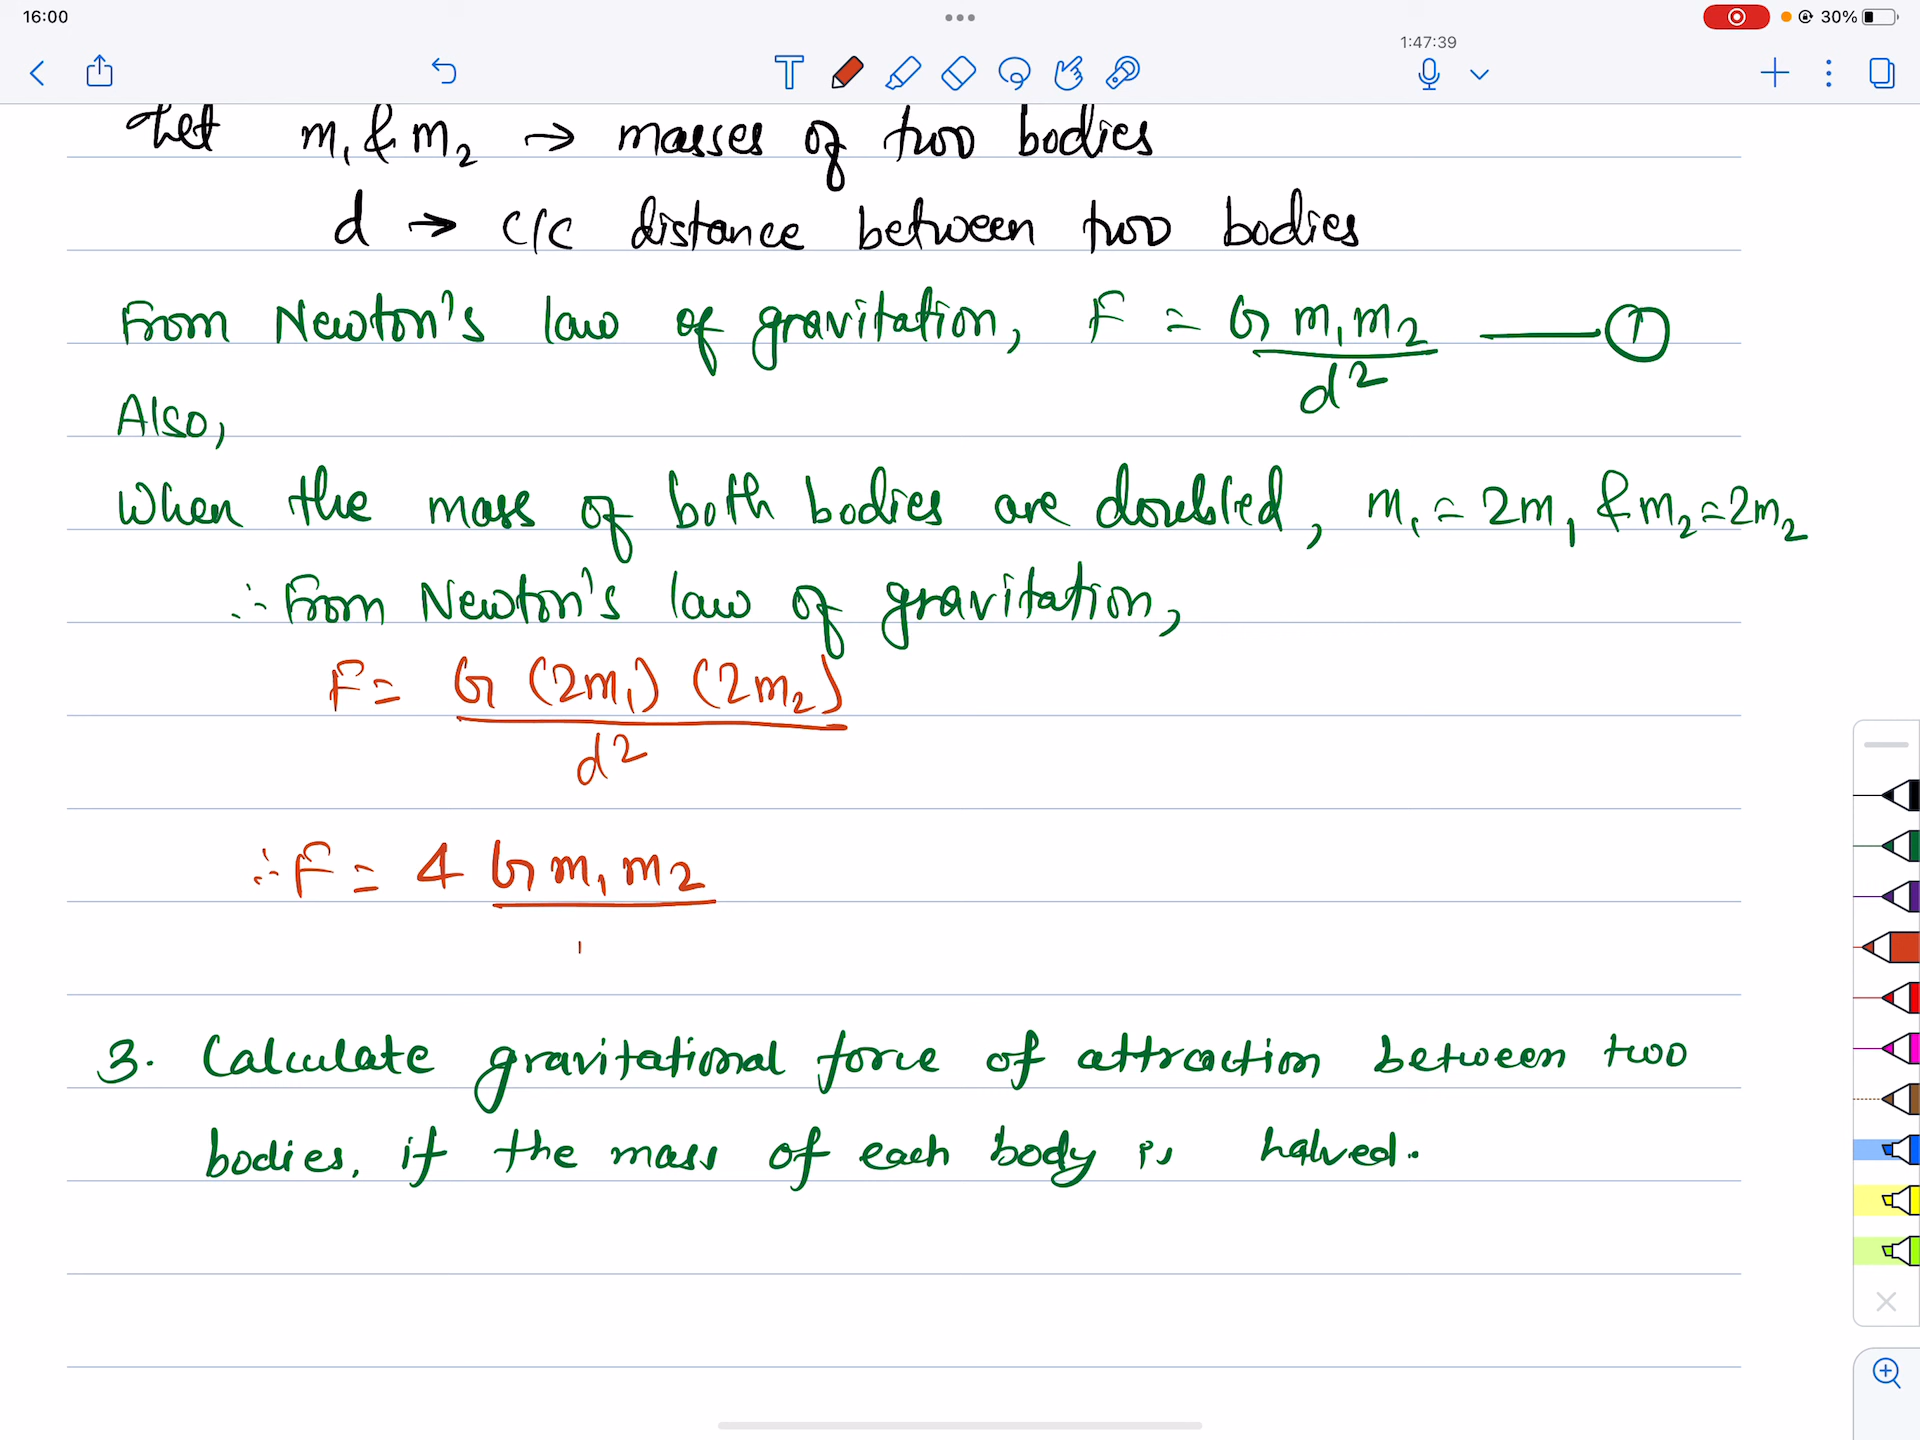 16:00
30%
1:47:39
Let m₁ & m₂ → masses of two bodies
d → c/c distance between two bodies
From Newton's law of gravitation, F = G m₁m₂ / d² —— ①
Also,
When the mass of both bodies are doubled, m₁ = 2m₁ & m₂ = 2m₂
∴ From Newton's law of gravitation,
F = G (2m₁) (2m₂) / d²
∴ F = 4 G m₁ m₂
3. Calculate gravitational force of attraction between two
bodies, if the mass of each body is halved.